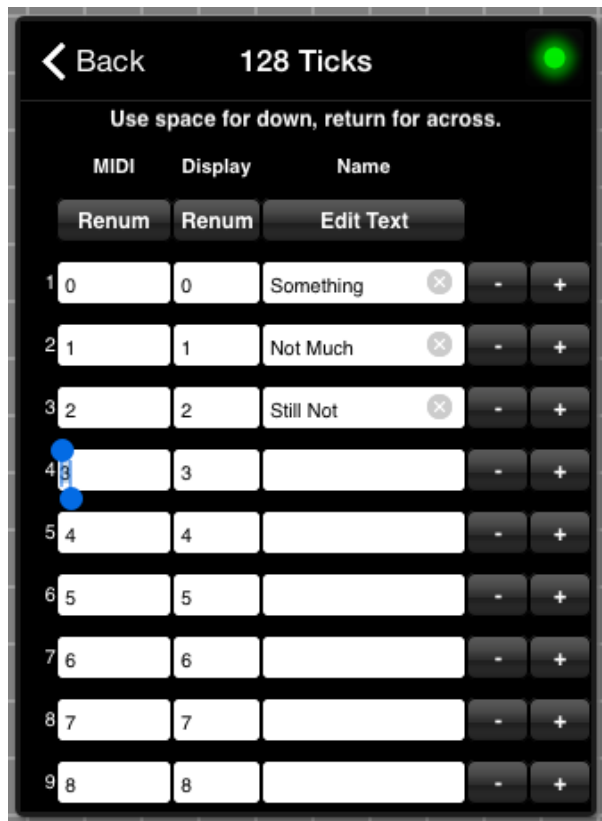 Back 128 Ticks
Use space for down, return for across.
MIDI Display Name
Renum Renum Edit Text
1 0 0 Something - +
2 1 1 Not Much - +
3 2 2 Still Not - +
4 3 3 - +
5 4 4 - +
6 5 5 - +
7 6 6 - +
8 7 7 - +
9 8 8 - +